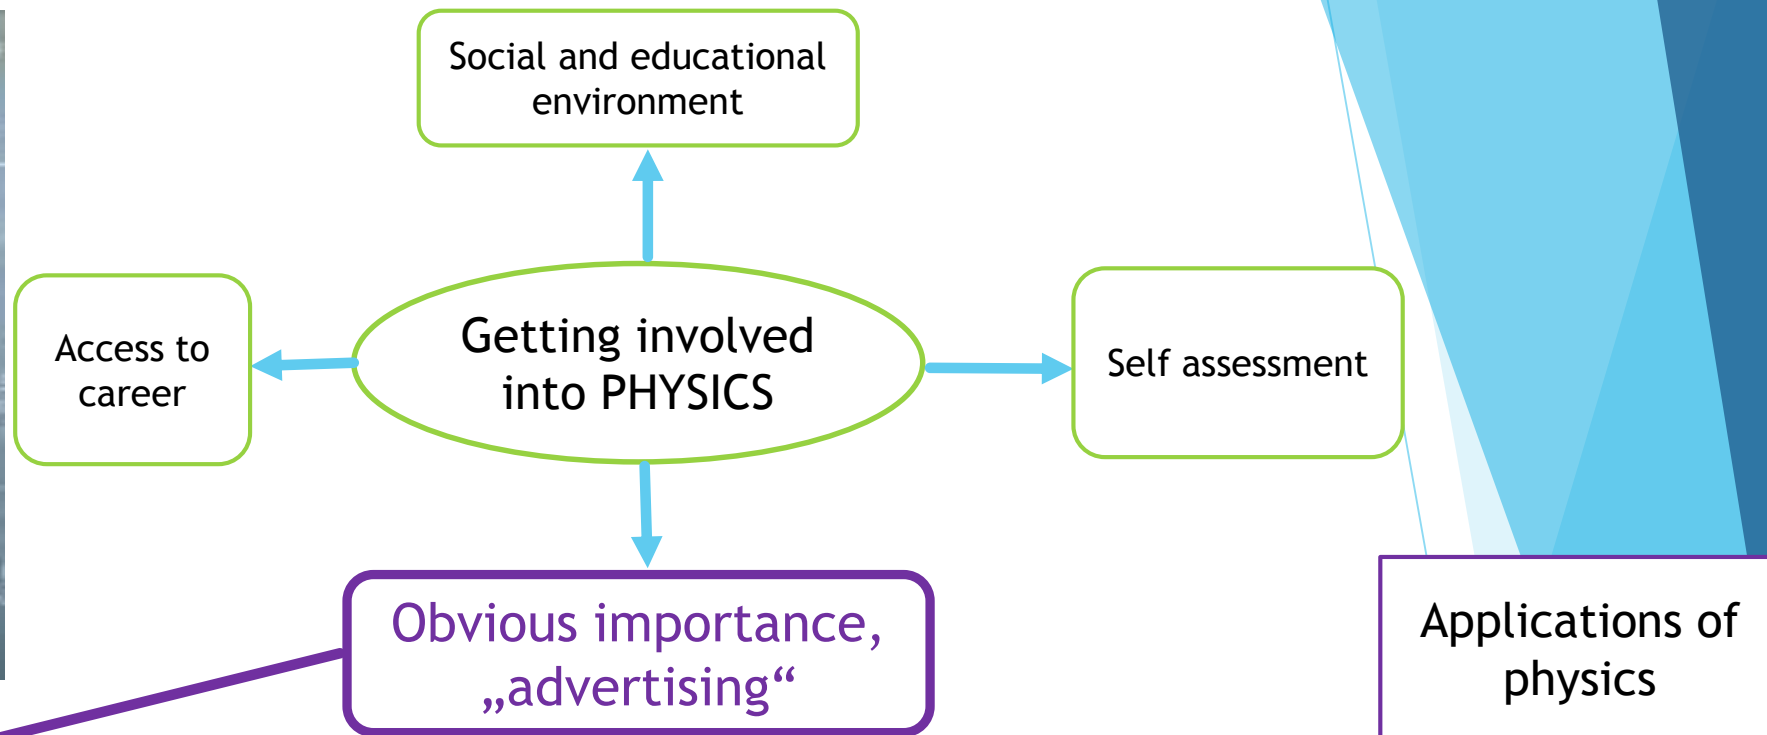 Social and educational
environment
Access to
career
Getting involved
into PHYSICS
Self assessment
Obvious importance,
„advertising“
Applications of
physics